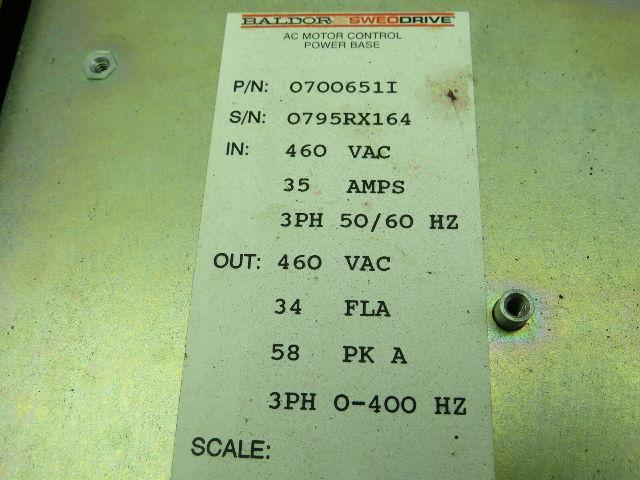 BALDOR SWEODRIVE
AC MOTOR CONTROL
POWER BASE
P/N: 0700651I
S/N: 0795RX164
IN: 460 VAC
35 AMPS
3PH 50/60 HZ
OUT: 460 VAC
34 FLA
58 PK A
3PH 0-400 HZ
SCALE: